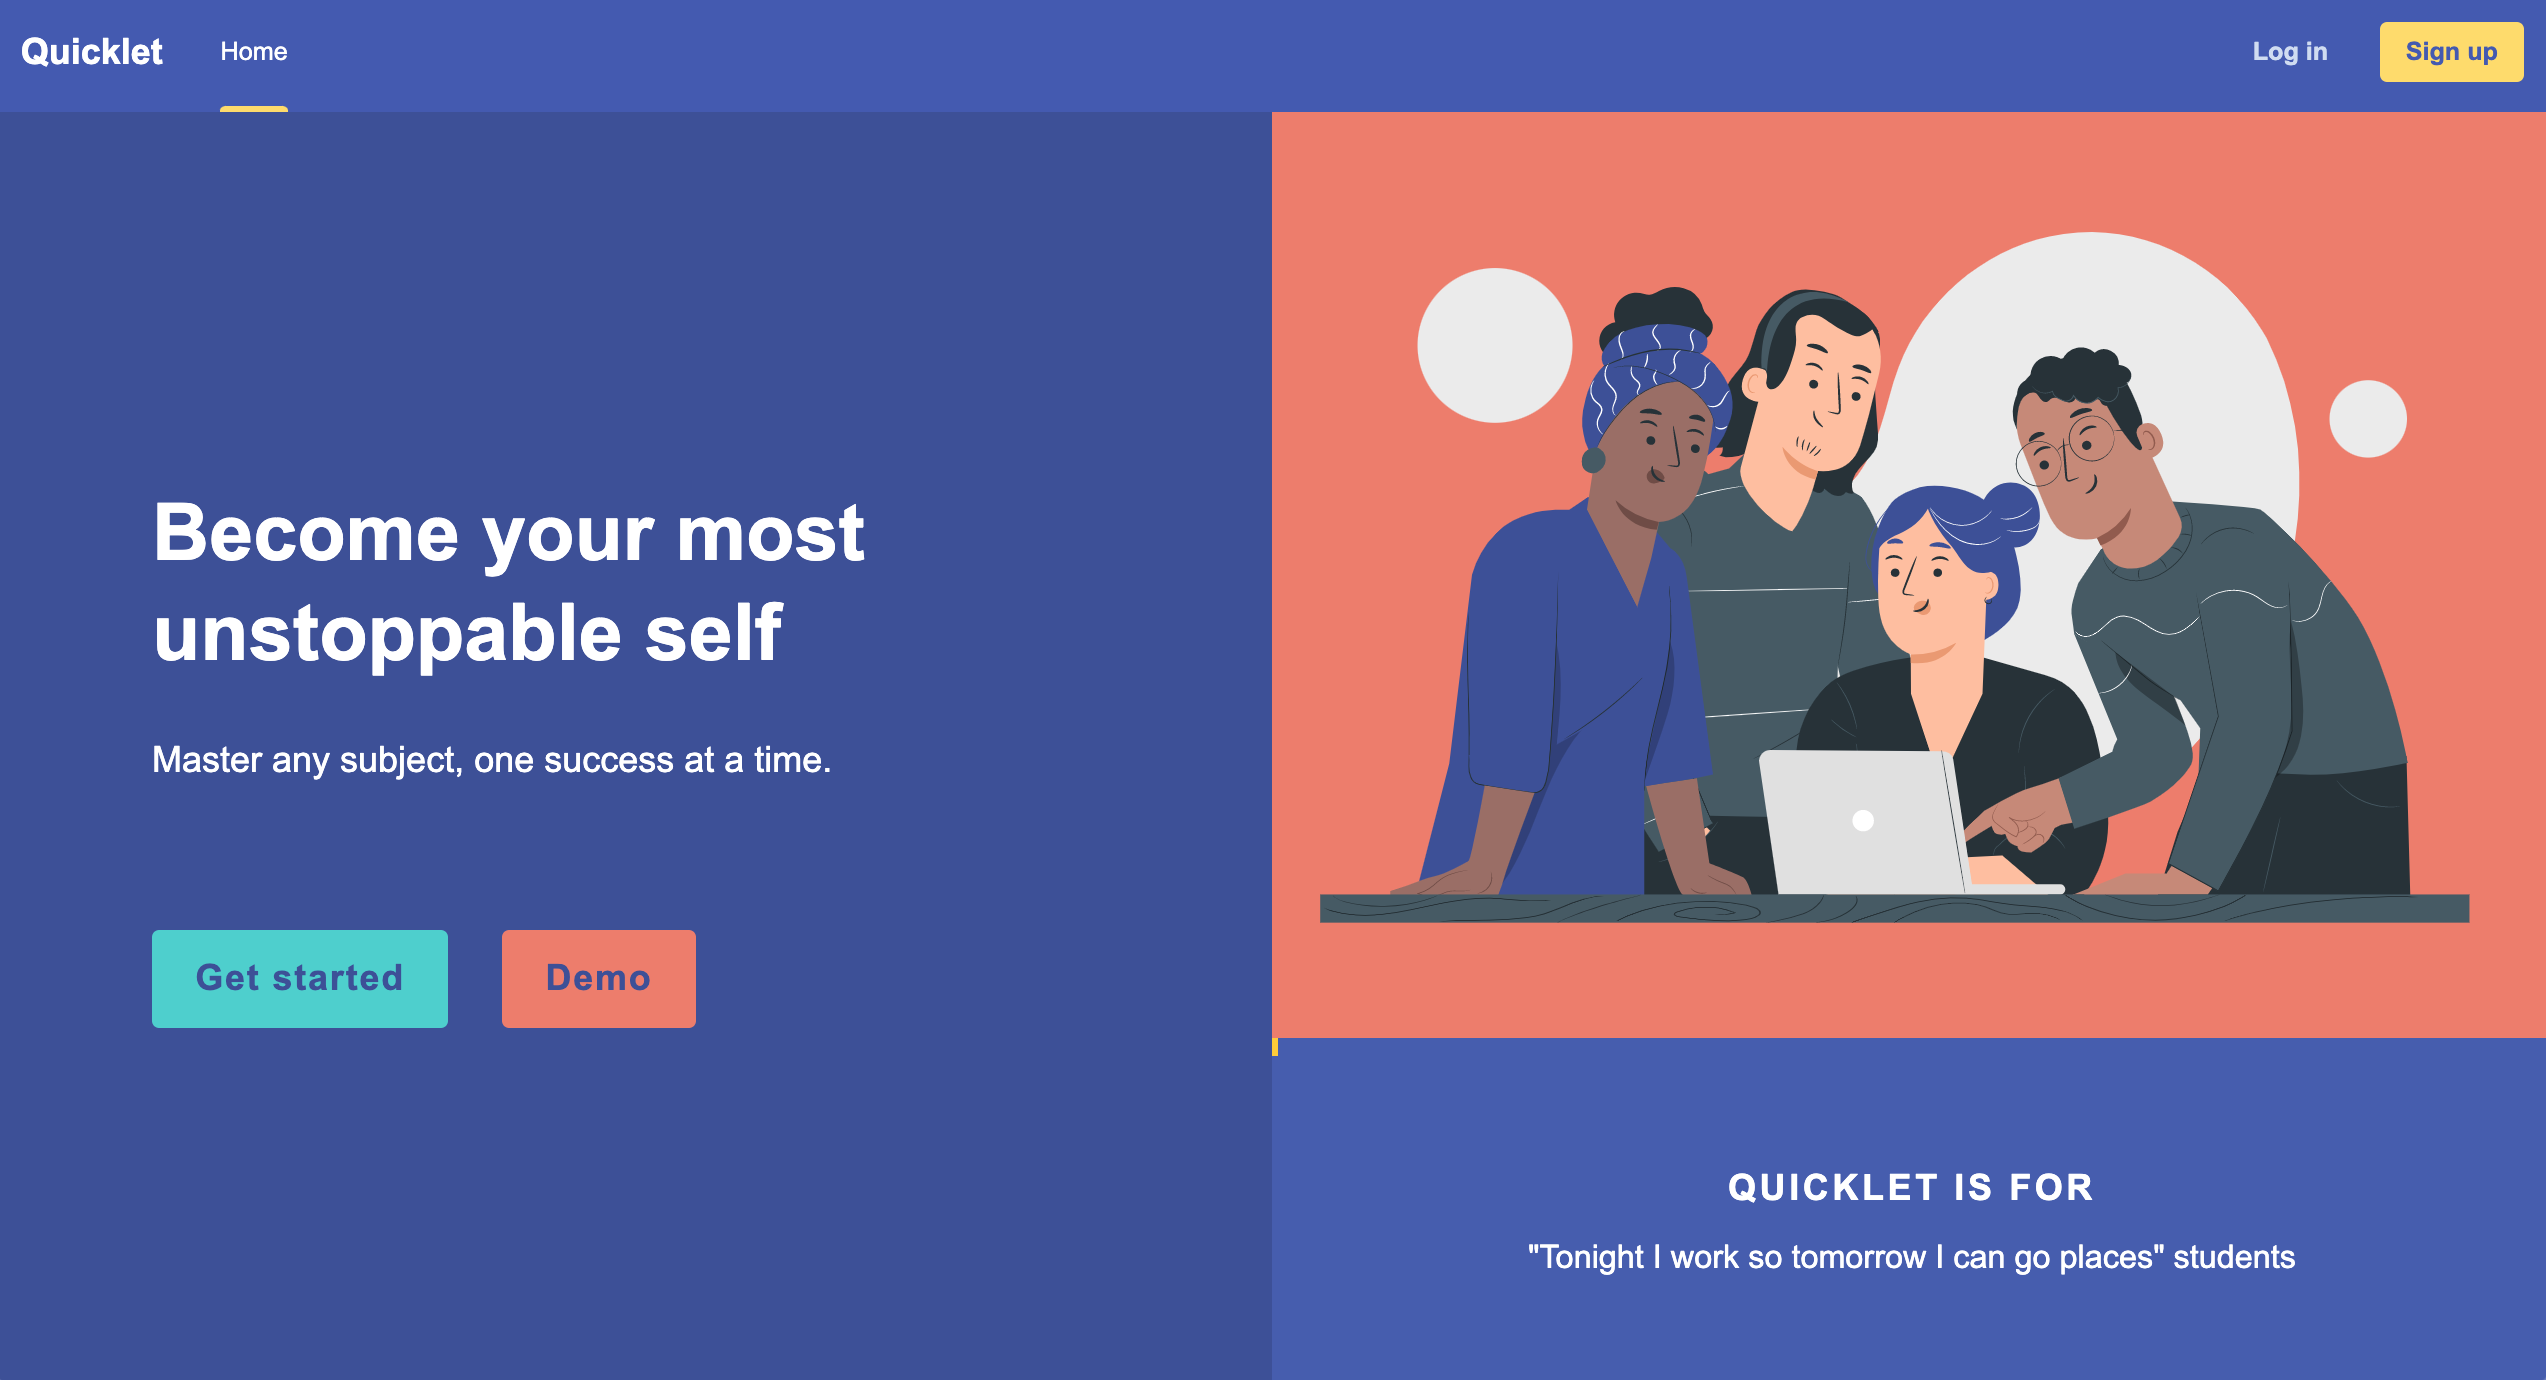 Quicklet
Home
Log in
Sign up
Become your most
unstoppable self
Master any subject, one success at a time.
Get started
Demo
QUICKLET IS FOR
"Tonight I work so tomorrow I can go places" students